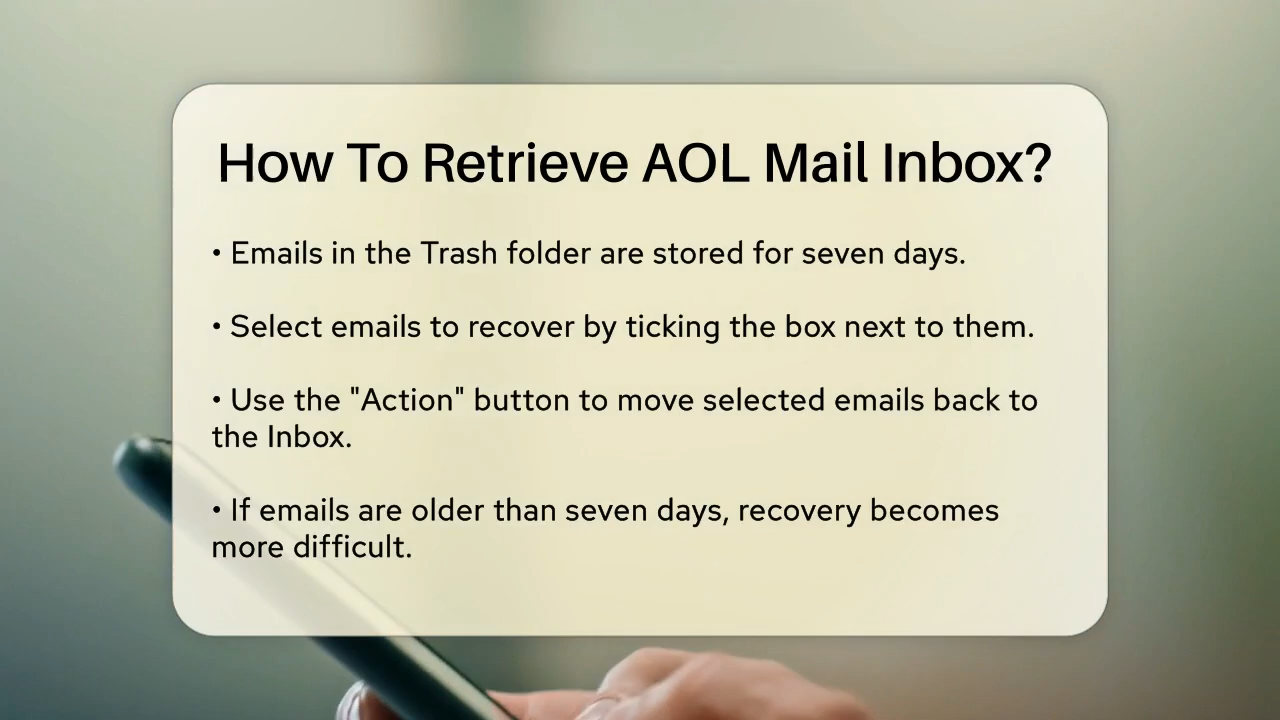 How To Retrieve AOL Mail Inbox?
• Emails in the Trash folder are stored for seven days.
• Select emails to recover by ticking the box next to them.
• Use the "Action" button to move selected emails back to
the Inbox.
• If emails are older than seven days, recovery becomes
more difficult.